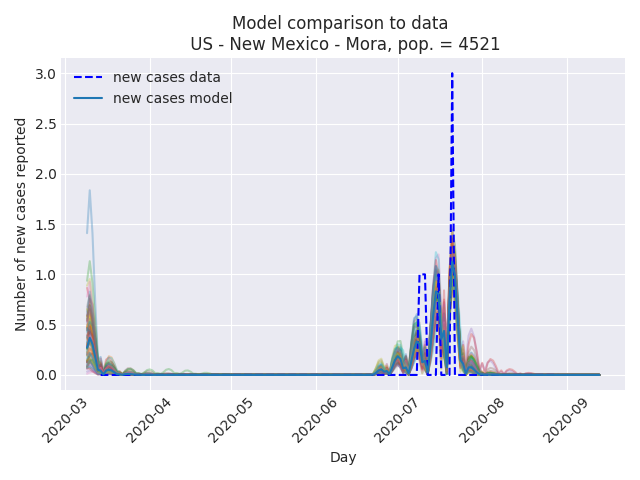 Model comparison to data
US - New Mexico - Mora, pop. = 4521
new cases data
new cases model
Number of new cases reported
3.0
2.5
2.0
1.5
1.0
0.5
0.0
2020-03
2020-04
2020-05
2020-06
2020-07
2020-08
2020-09
Day